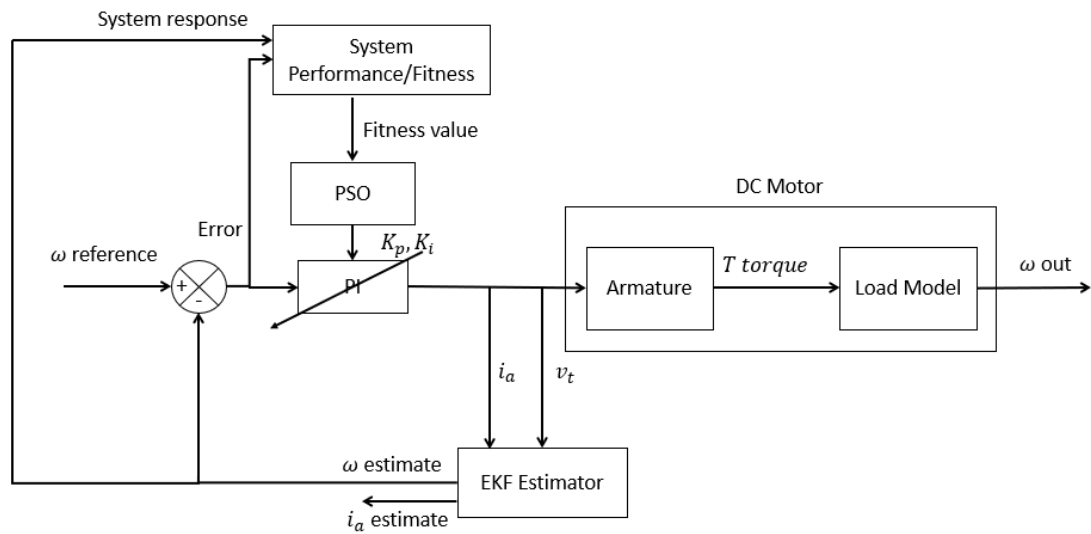 System response
System
Performance/Fitness
Fitness value
PSO
DC Motor
Error
K_p, K_i
ω reference
+
-
PI
Armature
T torque
Load Model
ω out
i_a
v_t
ω estimate
EKF Estimator
i_a estimate